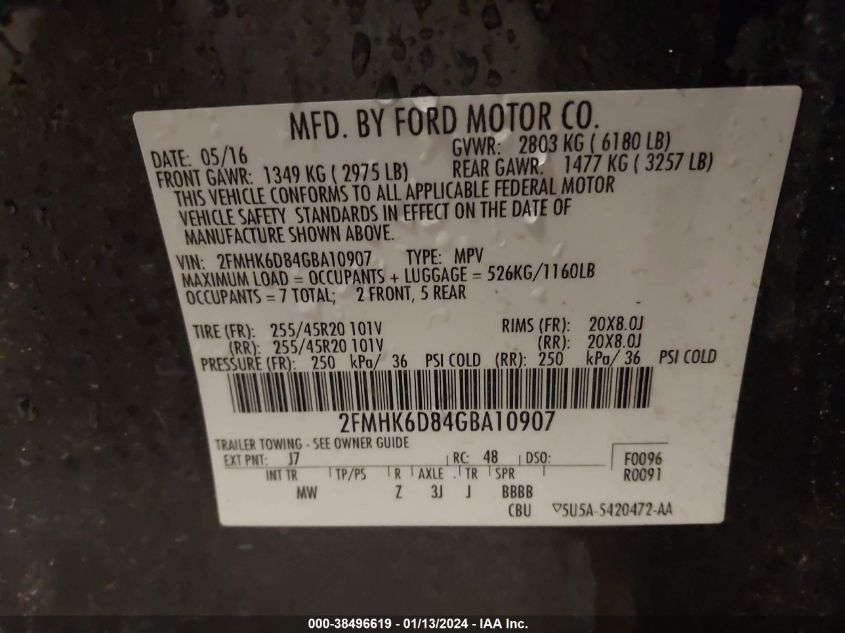 MFD. BY FORD MOTOR CO.
DATE: 05/16 GVWR: 2803 KG ( 6180 LB)
FRONT GAWR: 1349 KG ( 2975 LB) REAR GAWR: 1477 KG ( 3257 LB)
THIS VEHICLE CONFORMS TO ALL APPLICABLE FEDERAL MOTOR
VEHICLE SAFETY STANDARDS IN EFFECT ON THE DATE OF
MANUFACTURE SHOWN ABOVE.
VIN: 2FMHK6D84GBA10907 TYPE: MPV
MAXIMUM LOAD = OCCUPANTS + LUGGAGE = 526KG/1160LB
OCCUPANTS = 7 TOTAL; 2 FRONT, 5 REAR
TIRE (FR): 255/45R20 101V RIMS (FR): 20X8.0J
(RR): 255/45R20 101V (RR): 20X8.0J
PRESSURE (FR): 250 kPa/ 36 PSI COLD (RR): 250 kPa/ 36 PSI COLD
2FMHK6D84GBA10907
TRAILER TOWING - SEE OWNER GUIDE
EXT PNT: J7 RC: 48 DSO: F0096
INT TR TP/PS R AXLE TR SPR R0091
MW Z 3J J BBBB
CBU ▽5U5A-5420472-AA
000-38496619 - 01/13/2024 - IAA Inc.